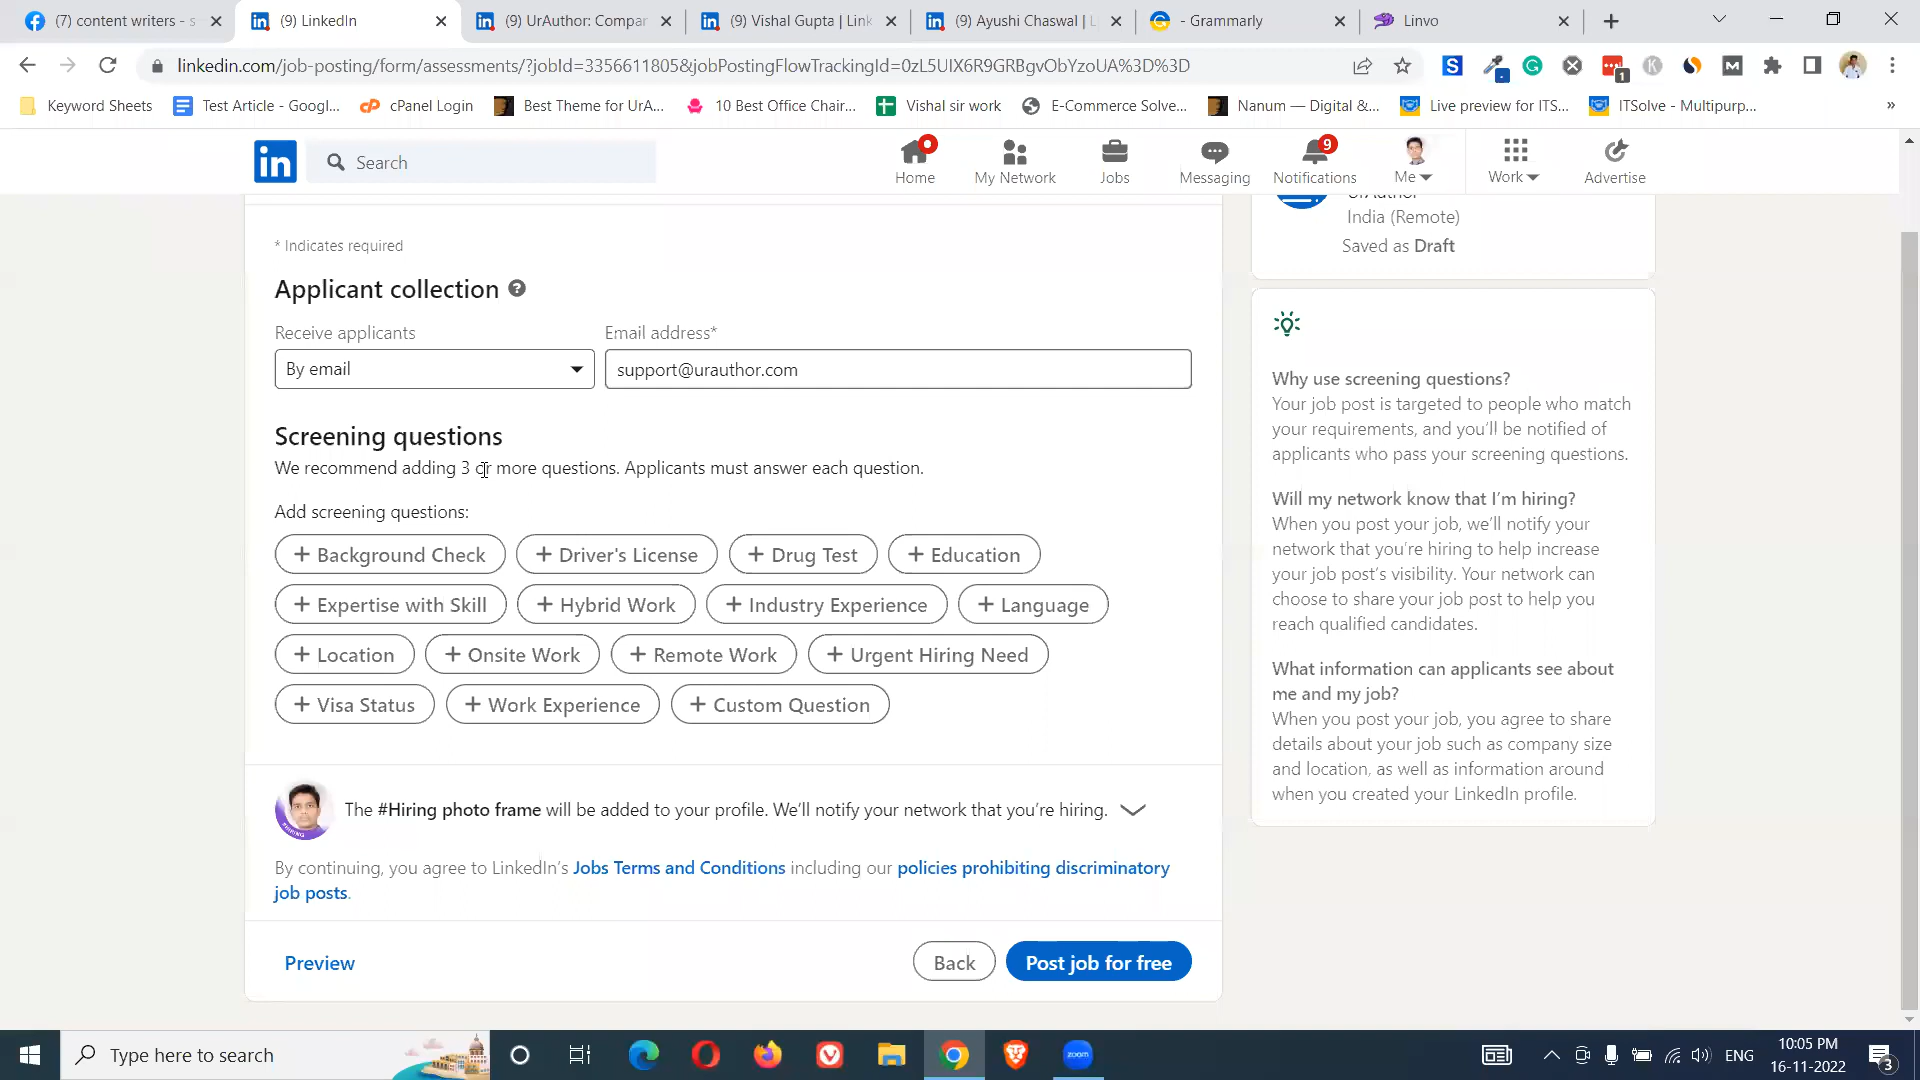 (7) content writers - s
(9) LinkedIn
(9) UrAuthor: Compan
(9) Vishal Gupta | Link
(9) Ayushi Chaswal | L
- Grammarly
Linvo
linkedin.com/job-posting/form/assessments/?jobId=3356611805&jobPostingFlowTrackingId=0zL5UIX6R9GRBgvObYzoUA%3D%3D
Keyword Sheets
Test Article - Googl...
cPanel Login
Best Theme for UrA...
10 Best Office Chair...
Vishal sir work
E-Commerce Solve...
Nanum — Digital &...
Live preview for ITS...
ITSolve - Multipurp...
in
Search
Home
My Network
Jobs
Messaging
9
Notifications
Me
Work
Advertise
UrAuthor
India (Remote)
Saved as Draft
* Indicates required
Applicant collection
Receive applicants
Email address*
By email
support@urauthor.com
Screening questions
We recommend adding 3 or more questions. Applicants must answer each question.
Add screening questions:
+ Background Check
+ Driver's License
+ Drug Test
+ Education
+ Expertise with Skill
+ Hybrid Work
+ Industry Experience
+ Language
+ Location
+ Onsite Work
+ Remote Work
+ Urgent Hiring Need
+ Visa Status
+ Work Experience
+ Custom Question
#HIRING
The #Hiring photo frame will be added to your profile. We'll notify your network that you're hiring.
By continuing, you agree to LinkedIn's Jobs Terms and Conditions including our policies prohibiting discriminatory
job posts.
Preview
Back
Post job for free
Why use screening questions?
Your job post is targeted to people who match
your requirements, and you'll be notified of
applicants who pass your screening questions.
Will my network know that I'm hiring?
When you post your job, we'll notify your
network that you're hiring to help increase
your job post's visibility. Your network can
choose to share your job post to help you
reach qualified candidates.
What information can applicants see about
me and my job?
When you post your job, you agree to share
details about your job such as company size
and location, as well as information around
when you created your LinkedIn profile.
Type here to search
zoom
ENG
10:05 PM
16-11-2022
3